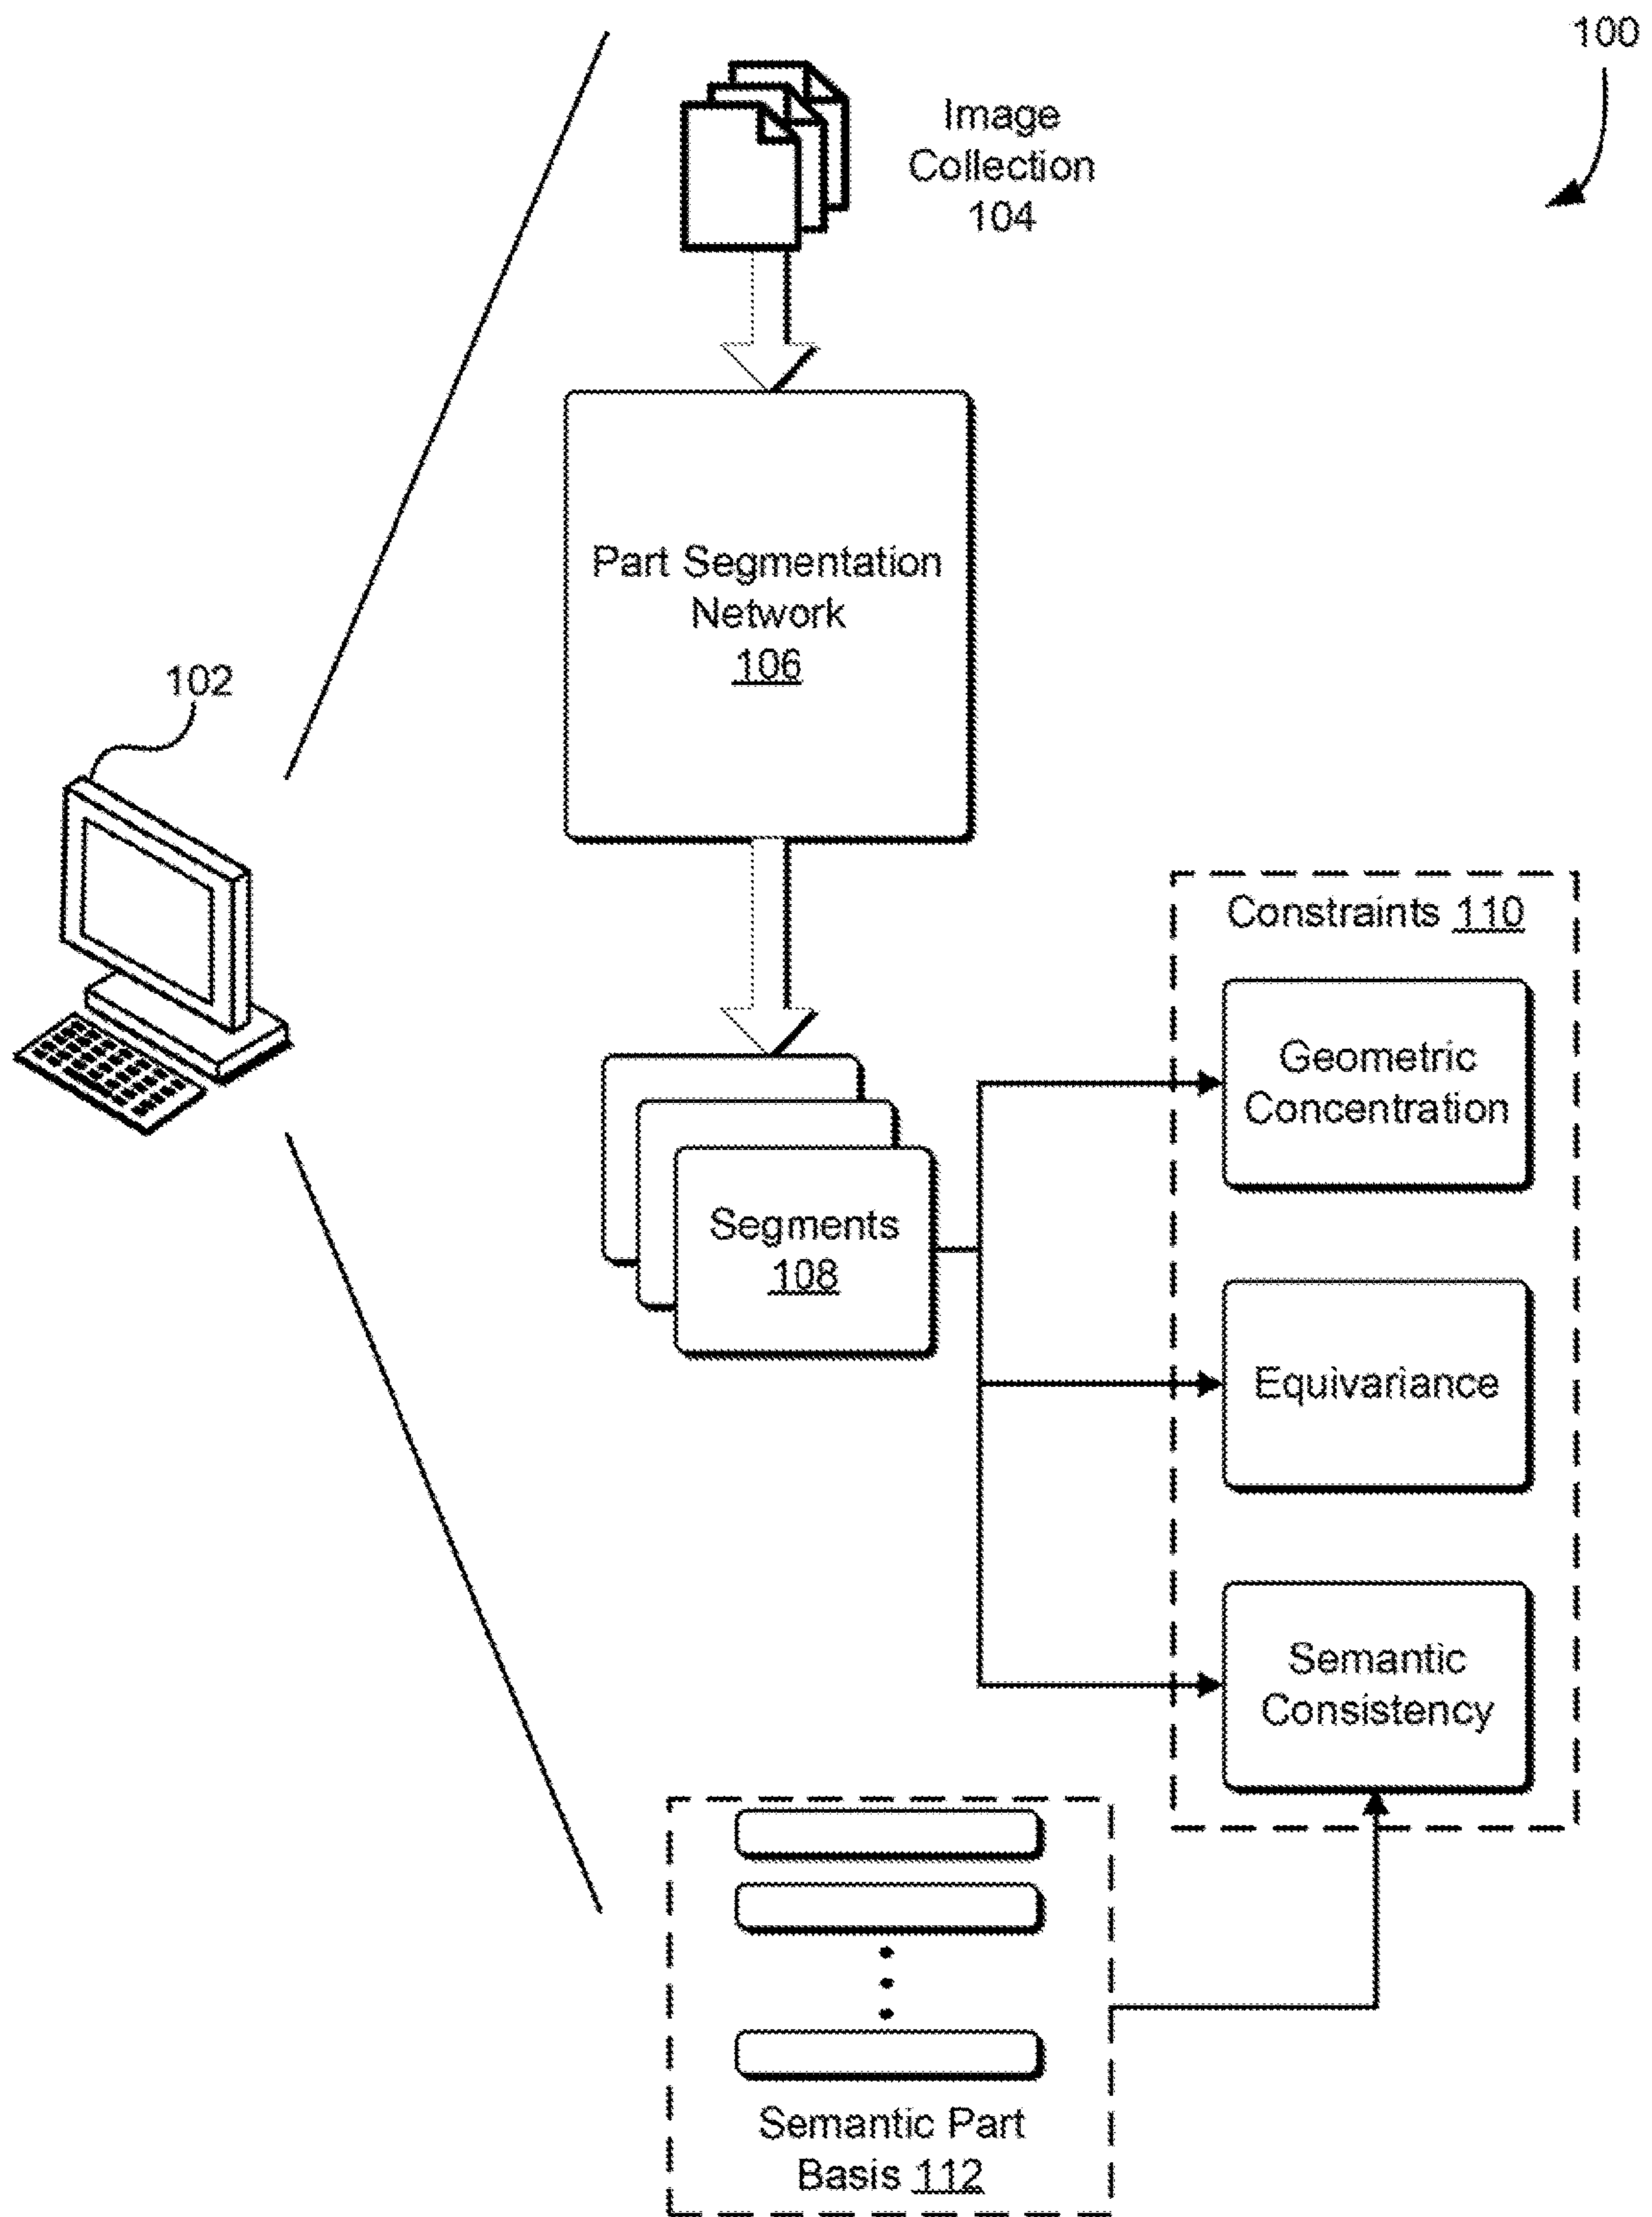 100
Image
Collection
104
Part Segmentation
Network
106
102
Constraints 110
Geometric
Concentration
Segments
108
Equivariance
Semantic
Consistency
Semantic Part
Basis 112